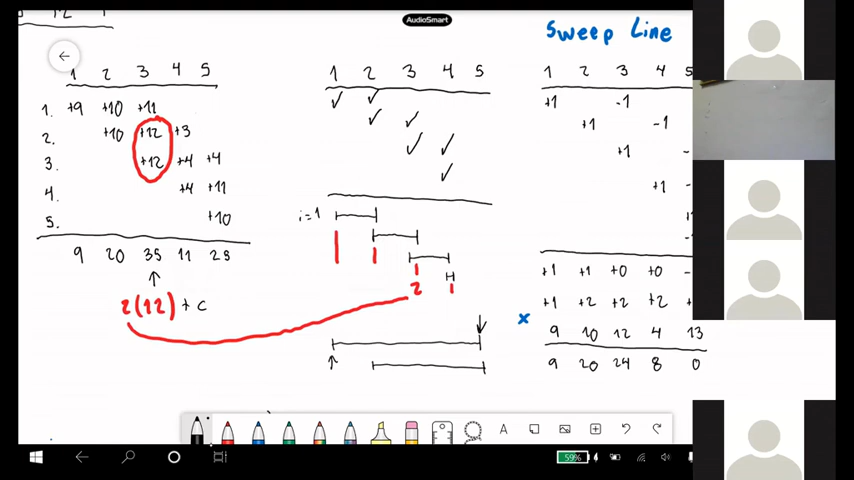 12
AudioSmart
Sweep Line
1 2 3 4 5
1. +9 +10 +11
2. +10 +12 +3
3. +12 +4 +4
4. +4 +11
5. +10
9 20 35 11 25
2(12) + c
1 2 3 4 5
✓ ✓
✓ ✓
✓ ✓
✓
i=1
2
1 2 3 4 5
+1 -1
+1 -1
+1 -
+1 -
+1 +1 +0 +0 -
+1 +2 +2 +2 +
x 9 10 12 4 13
9 20 24 8 0
A
59%